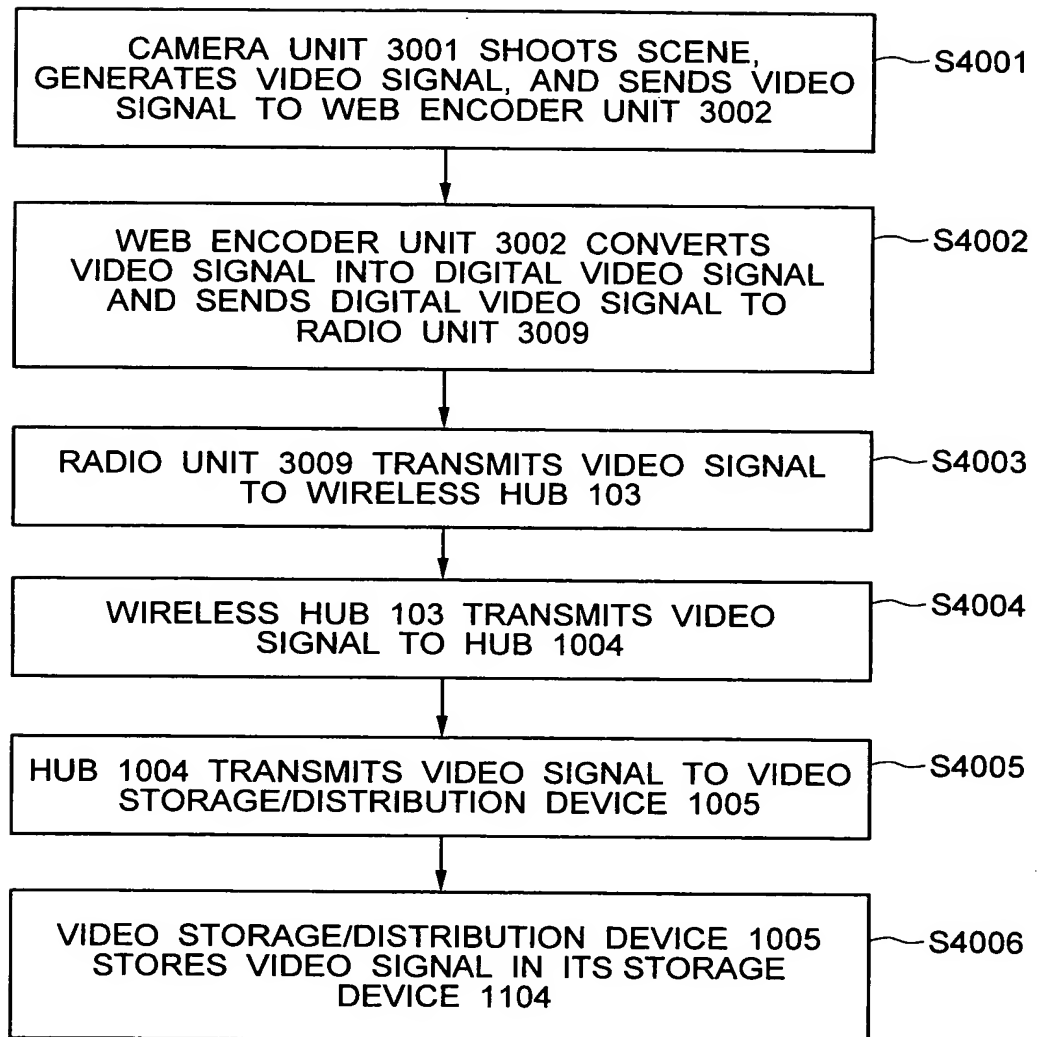 CAMERA UNIT 3001 SHOOTS SCENE,
GENERATES VIDEO SIGNAL, AND SENDS VIDEO
SIGNAL TO WEB ENCODER UNIT 3002
S4001
WEB ENCODER UNIT 3002 CONVERTS
VIDEO SIGNAL INTO DIGITAL VIDEO SIGNAL
AND SENDS DIGITAL VIDEO SIGNAL TO
RADIO UNIT 3009
S4002
RADIO UNIT 3009 TRANSMITS VIDEO SIGNAL
TO WIRELESS HUB 103
S4003
WIRELESS HUB 103 TRANSMITS VIDEO
SIGNAL TO HUB 1004
S4004
HUB 1004 TRANSMITS VIDEO SIGNAL TO VIDEO
STORAGE/DISTRIBUTION DEVICE 1005
S4005
VIDEO STORAGE/DISTRIBUTION DEVICE 1005
STORES VIDEO SIGNAL IN ITS STORAGE
DEVICE 1104
S4006